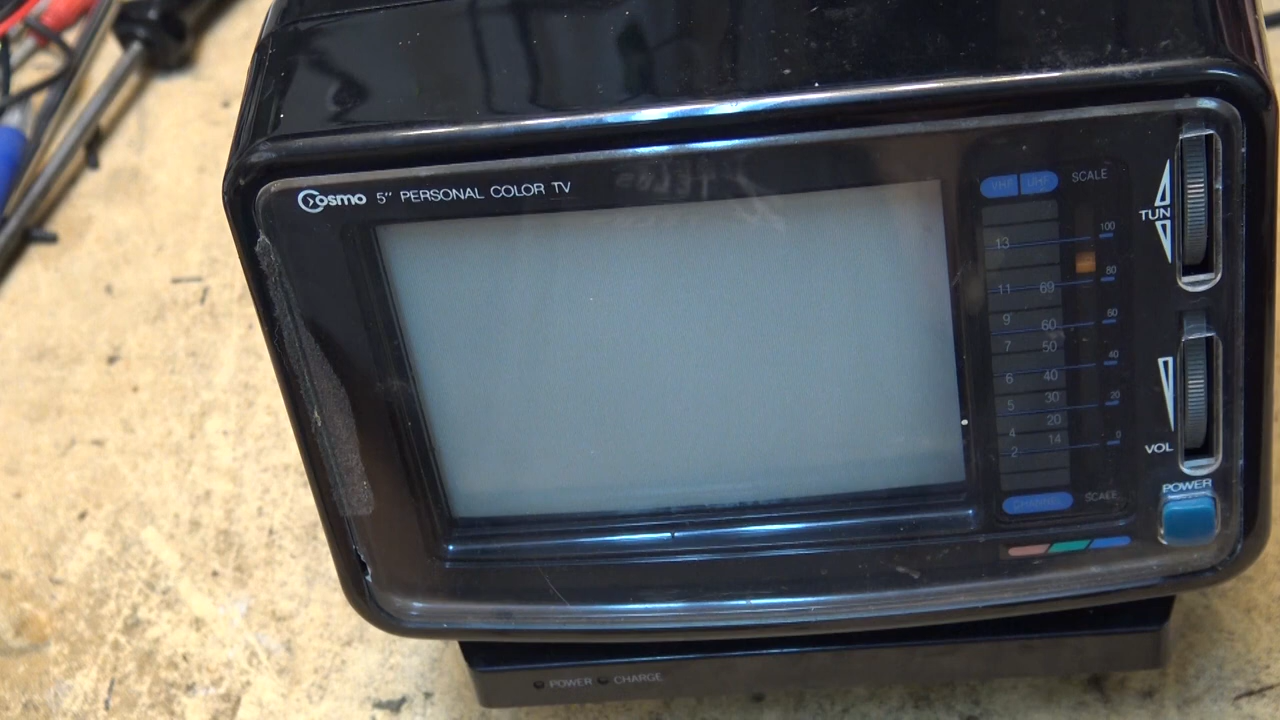 Cosmo 5" PERSONAL COLOR TV
VHF UHF SCALE
13
11 69
9 60
7 50
6 40
5 30
4 20
2 14
100
80
60
40
20
0
SCALE
TUN
VOL
POWER
POWER CHARGE